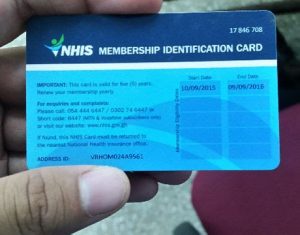 17 846 708
NHIS MEMBERSHIP IDENTIFICATION CARD
IMPORTANT: This card is valid for five (5) years.
Renew your membership yearly.
For enquiries and complaints:
Please call: 054 444 6447 / 0302 74 6447 or
Short code: 6447 (MTN & Vodafone subscribers only)
or visit our website: www.nhis.gov.gh
If found, this NHIS Card must be returned to
the nearest National Health Insurance office.
ADDRESS ID: VRHOM024A9561
Membership Eligibility Dates
Start Date End Date
10/09/2015 09/09/2016